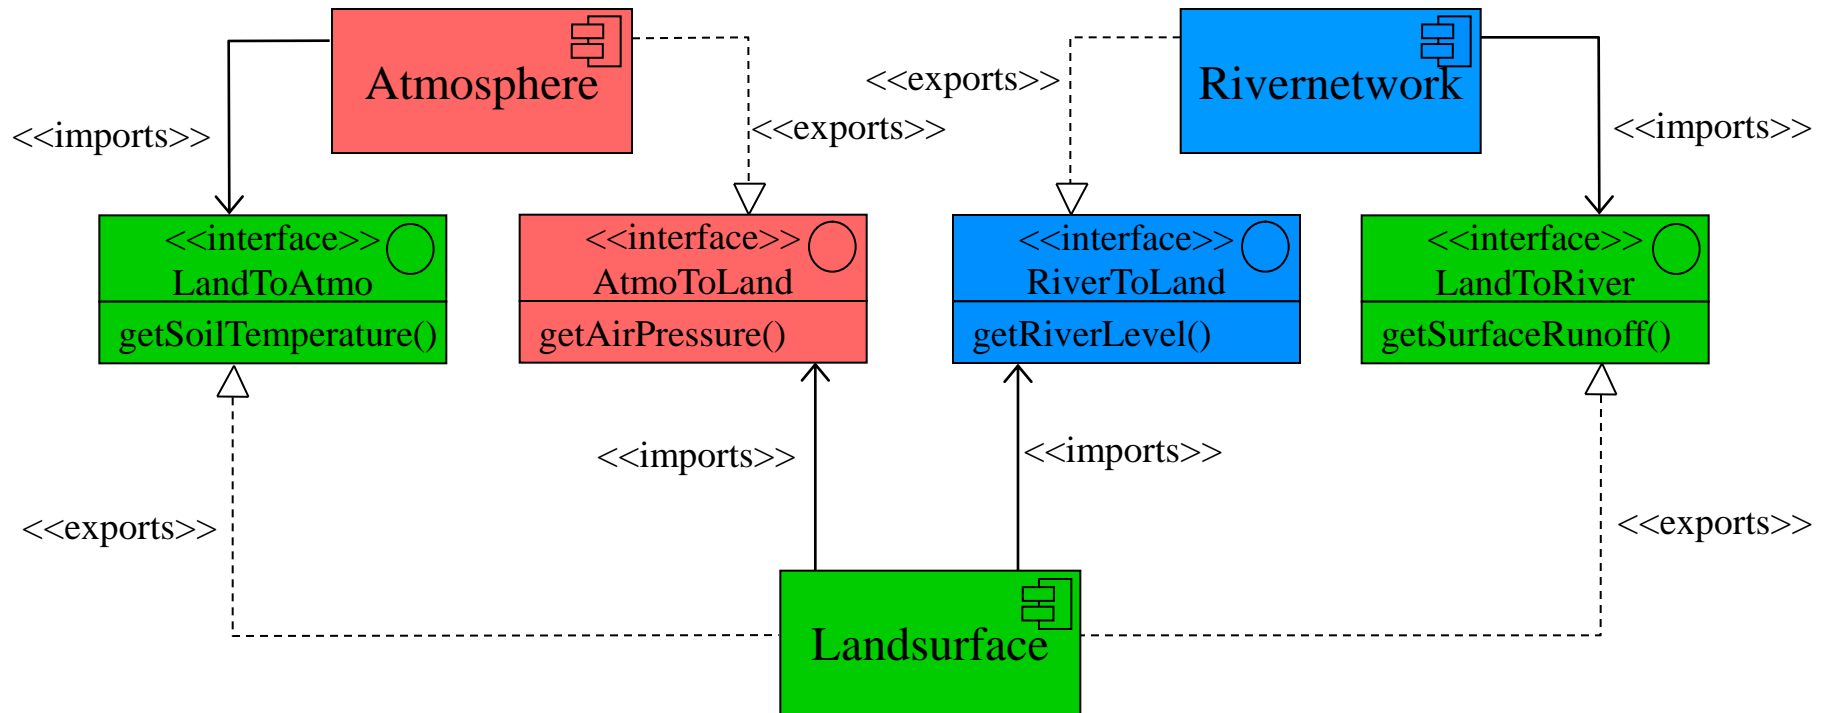 Atmosphere
<<exports>>
Rivernetwork
<<imports>>
<<exports>>
<<imports>>
<<interface>>
LandToAtmo
getSoilTemperature()
<<interface>>
AtmoToLand
getAirPressure()
<<interface>>
RiverToLand
getRiverLevel()
<<interface>>
LandToRiver
getSurfaceRunoff()
<<imports>>
<<imports>>
<<exports>>
<<exports>>
Landsurface